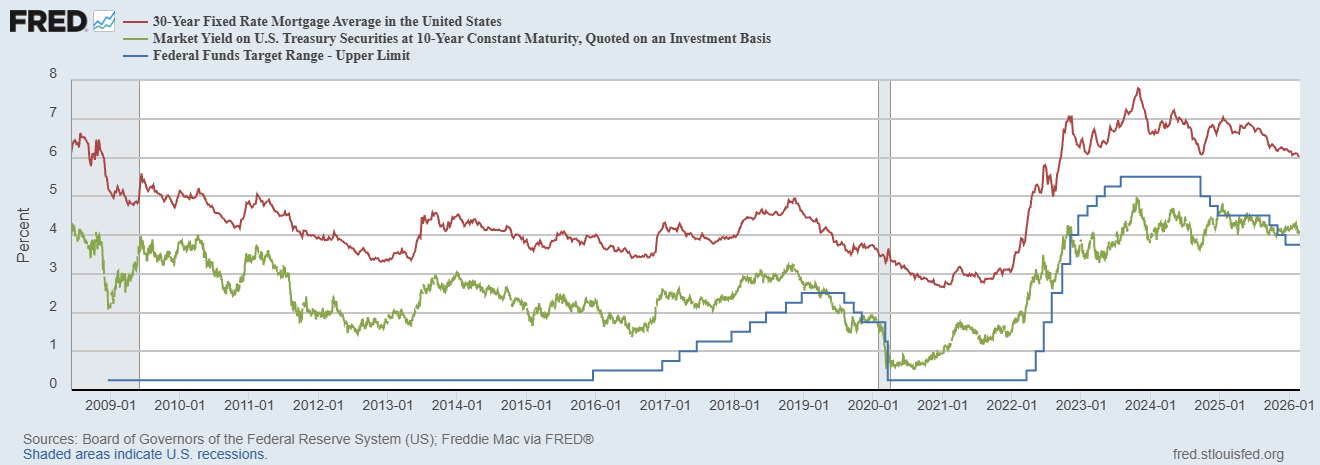 FRED
30-Year Fixed Rate Mortgage Average in the United States
Market Yield on U.S. Treasury Securities at 10-Year Constant Maturity, Quoted on an Investment Basis
Federal Funds Target Range - Upper Limit
8
7
6
5
4
3
2
1
0
Percent
2009-01 2010-01 2011-01 2012-01 2013-01 2014-01 2015-01 2016-01 2017-01 2018-01 2019-01 2020-01 2021-01 2022-01 2023-01 2024-01 2025-01 2026-01
Sources: Board of Governors of the Federal Reserve System (US); Freddie Mac via FRED®
Shaded areas indicate U.S. recessions.
fred.stlouisfed.org